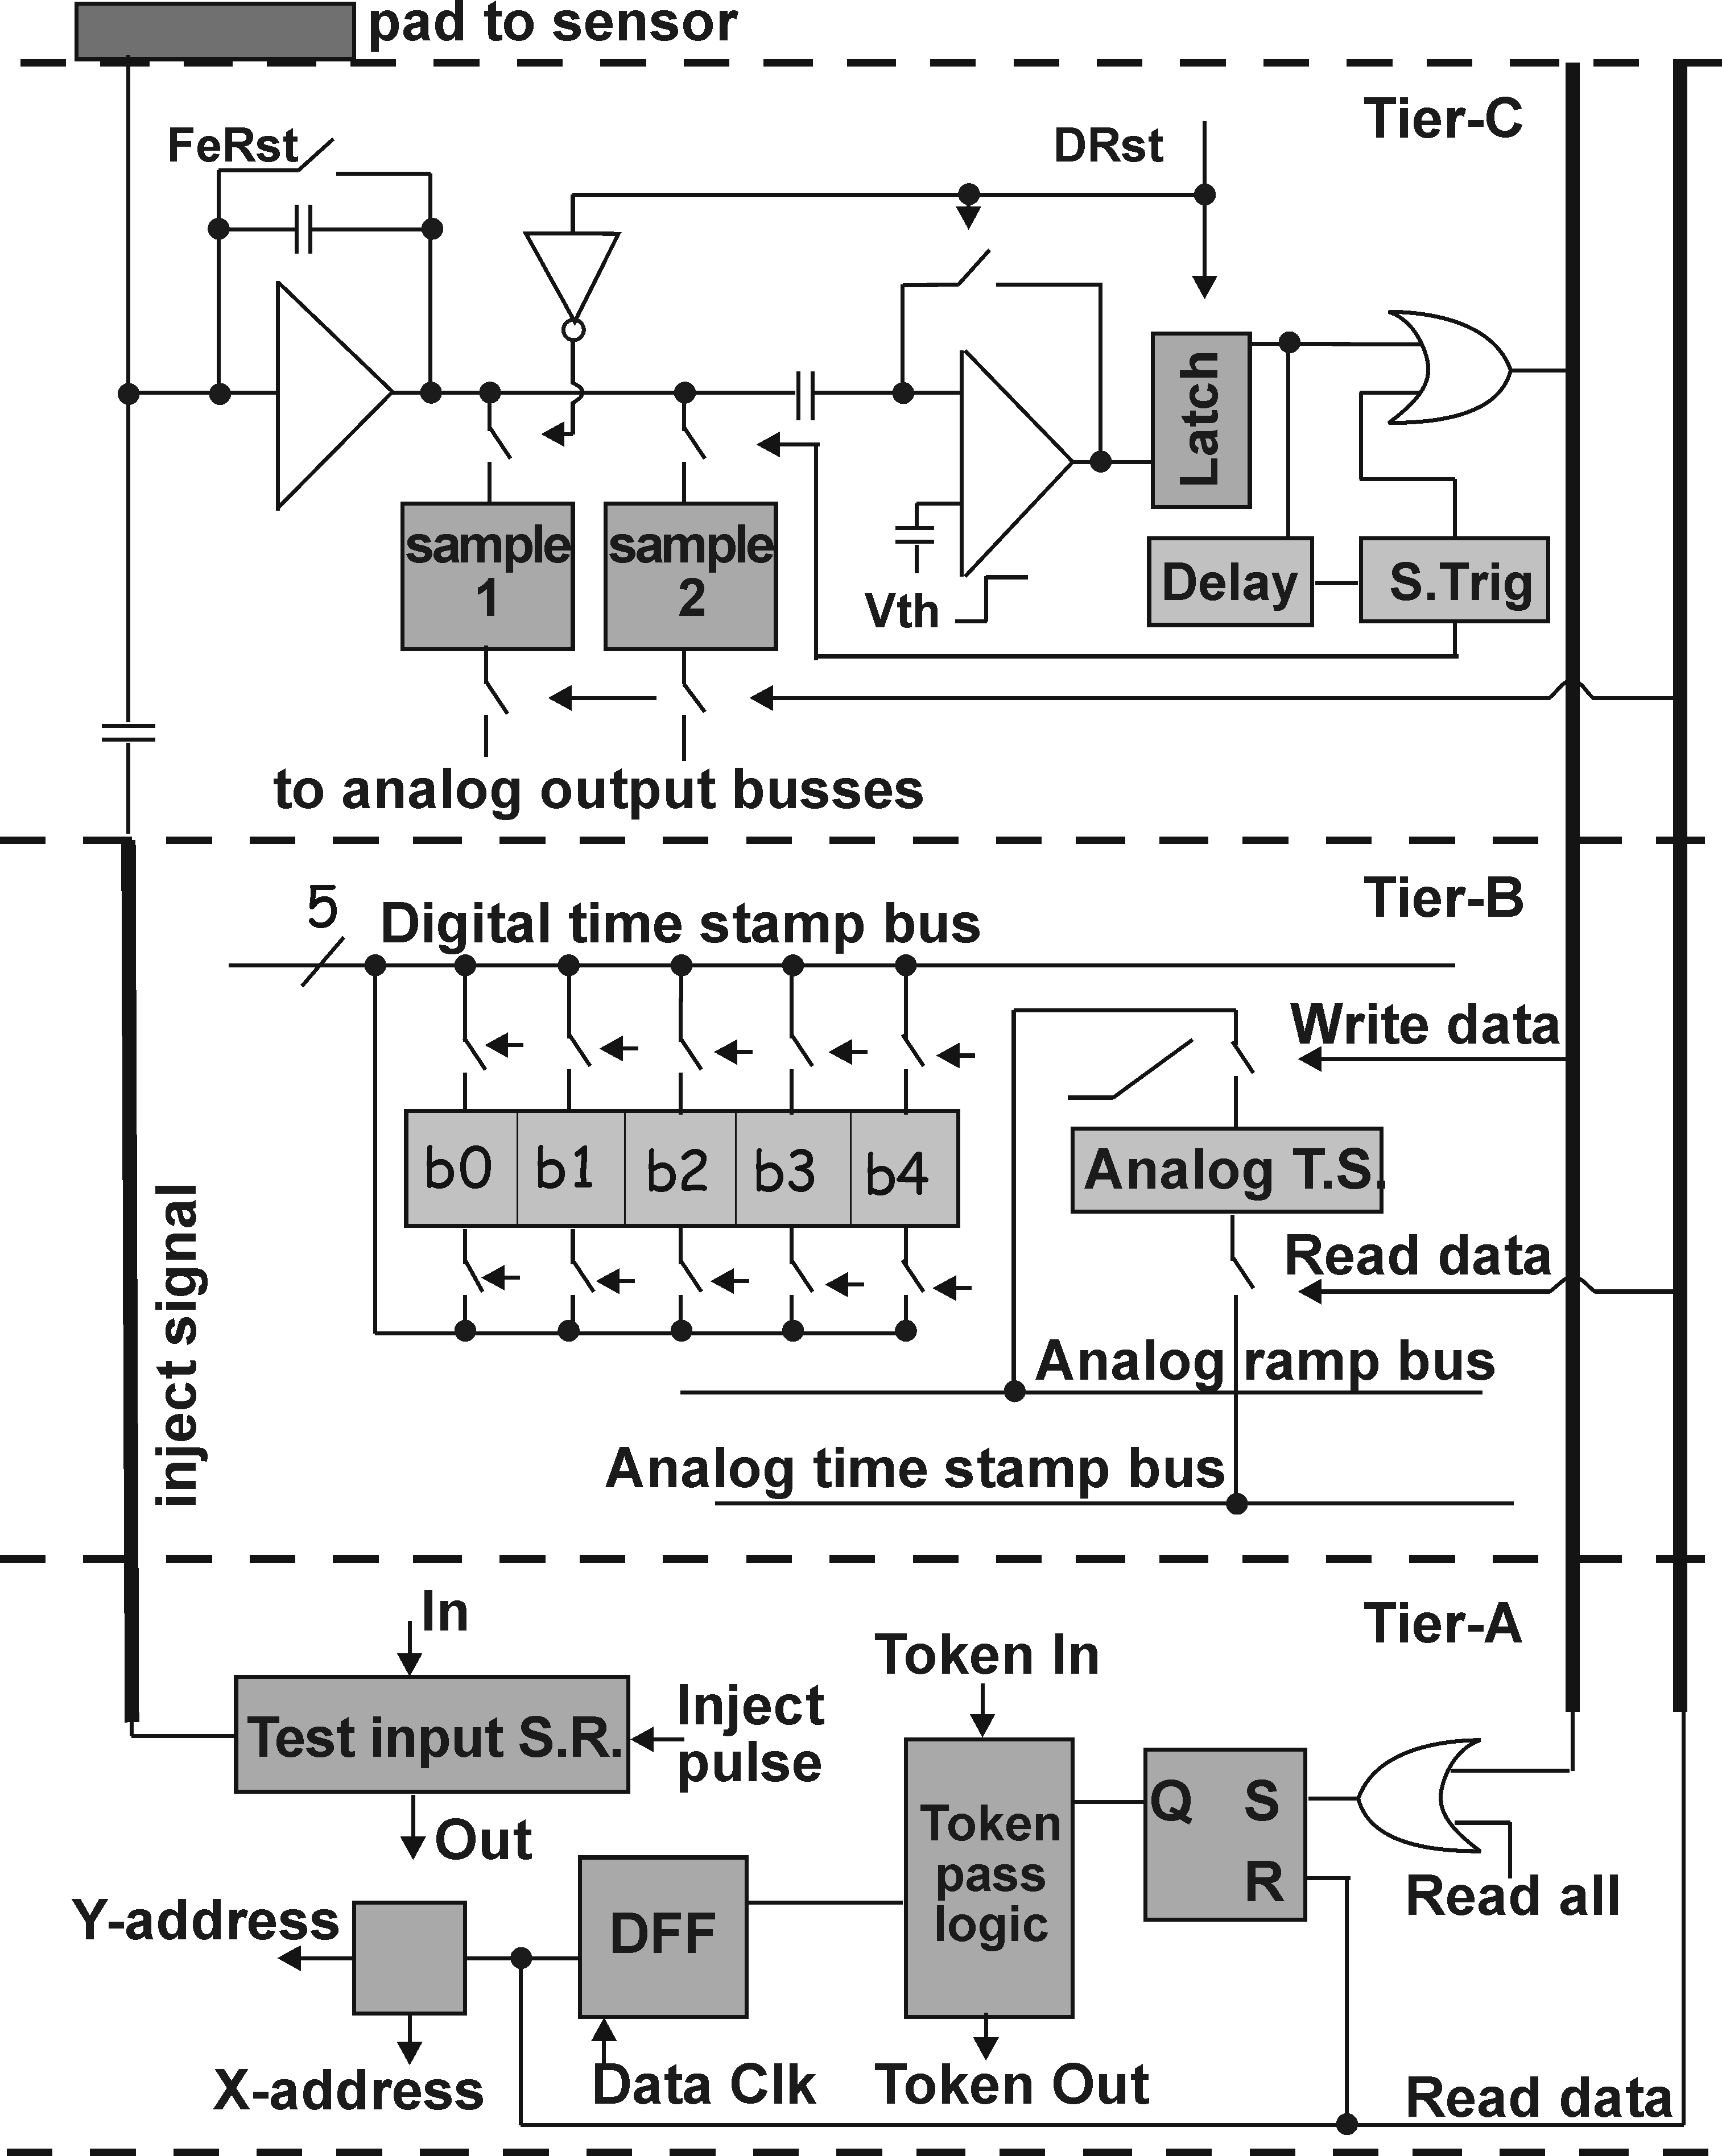 pad to sensor
Tier-C
FeRst
DRst
Latch
sample
1
sample
2
Delay
S.Trig
Vth
to analog output busses
Tier-B
5
Digital time stamp bus
Write data
b0 b1 b2 b3 b4
Analog T.S.
Read data
inject signal
Analog ramp bus
Analog time stamp bus
Tier-A
In
Token In
Inject
pulse
Test input S.R.
Out
Token
pass
logic
Q S
R
Read all
Y-address
DFF
X-address
Data Clk
Token Out
Read data